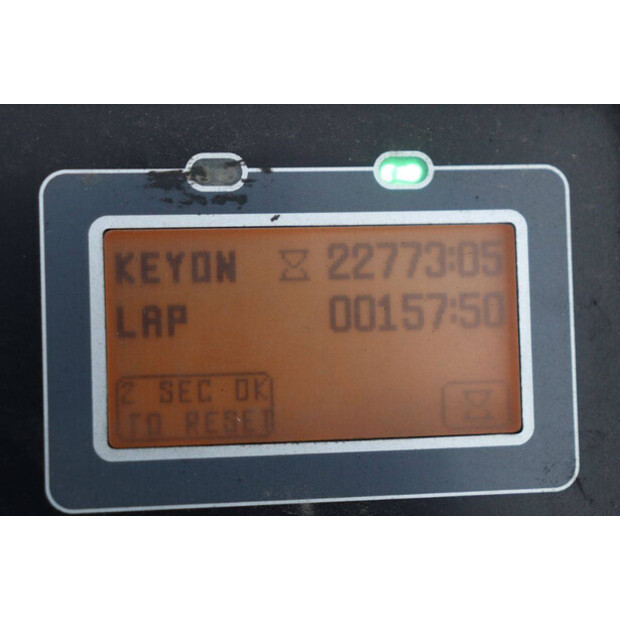 KEYON 22773:05
LAP 00157:50
2 SEC OK
TO RESET